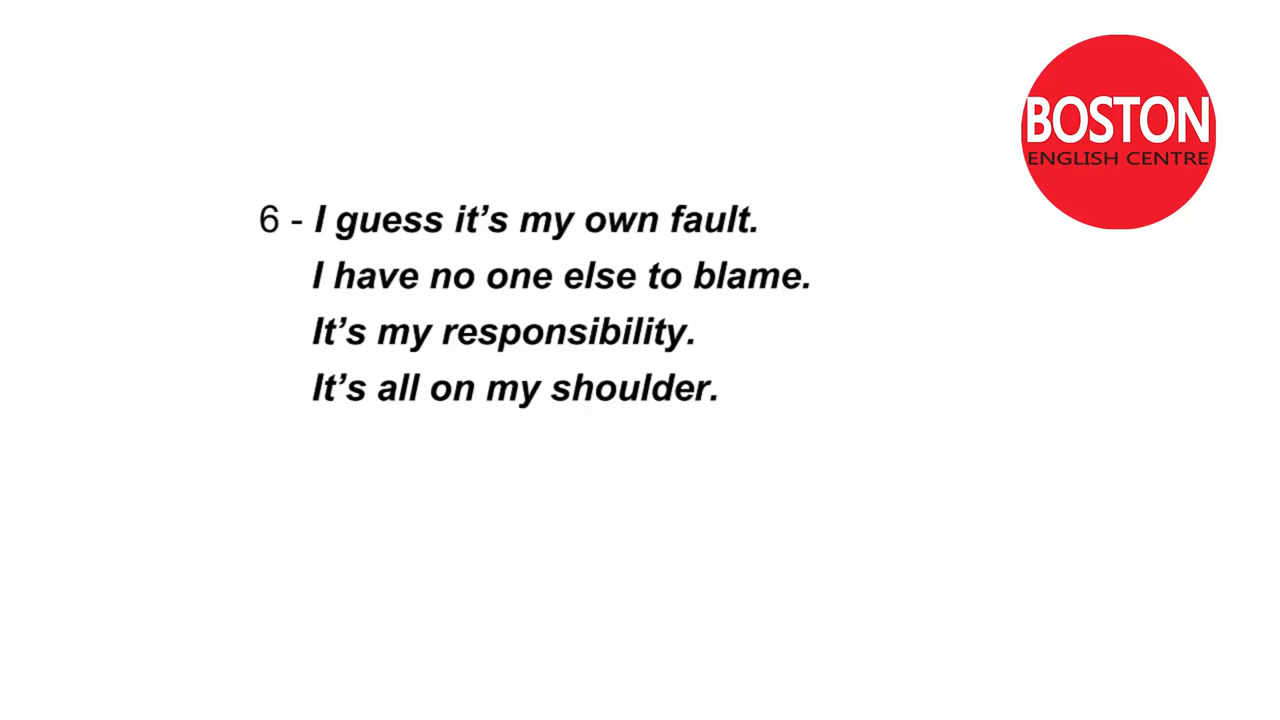 BOSTON
ENGLISH CENTRE
6 - I guess it’s my own fault.
I have no one else to blame.
It’s my responsibility.
It’s all on my shoulder.